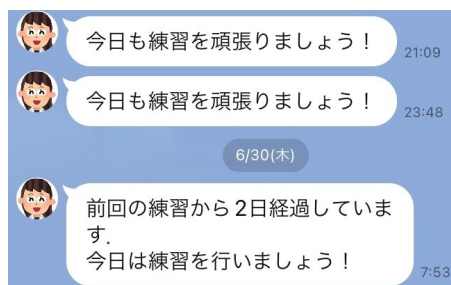 今日も練習を頑張りましょう！
21:09
今日も練習を頑張りましょう！
23:48
6/30(木)
前回の練習から2日経過していま
す.
今日は練習を行いましょう！
7:53